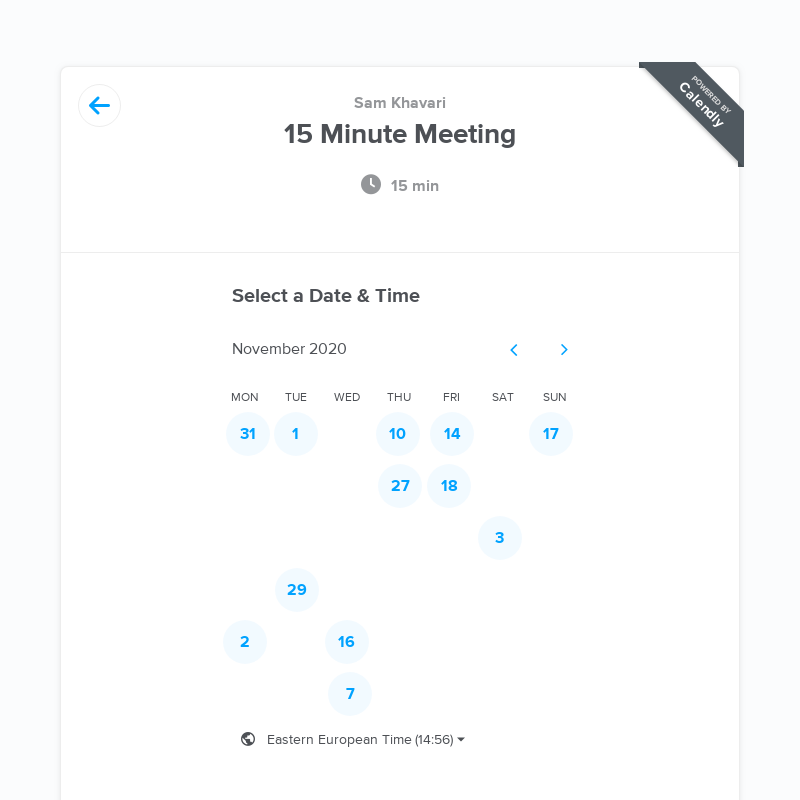 Sam Khavari
15 Minute Meeting
15 min
POWERED BY
Calendly
Select a Date & Time
November 2020
MON TUE WED THU FRI SAT SUN
31 1 10 14 17
27 18
3
29
2 16
7
Eastern European Time (14:56)